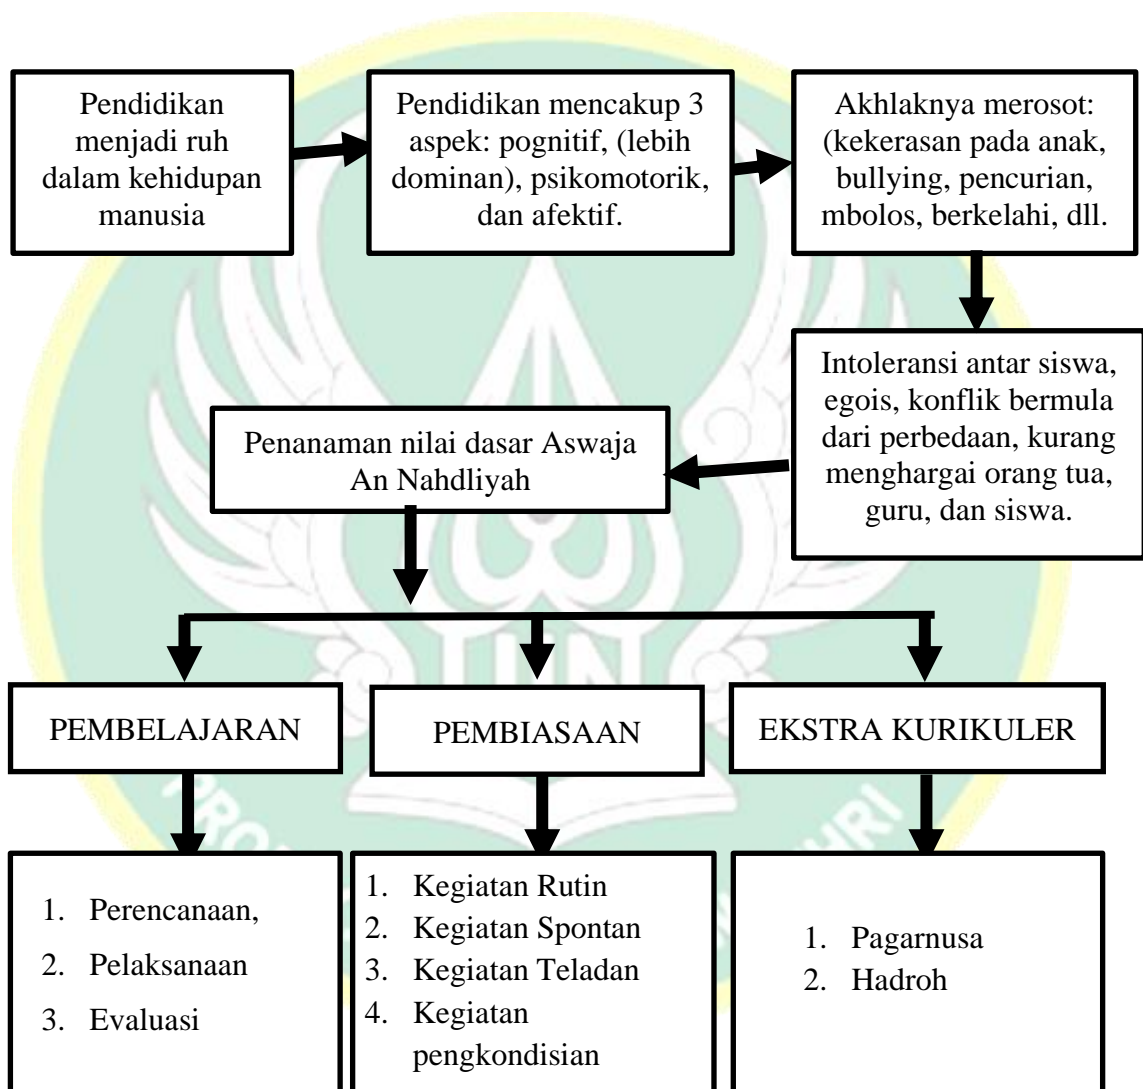 Pendidikan
menjadi ruh
dalam kehidupan
manusia
Pendidikan mencakup 3
aspek: pognitif, (lebih
dominan), psikomotorik,
dan afektif.
Akhlaknya merosot:
(kekerasan pada anak,
bullying, pencurian,
mbolos, berkelahi, dll.
Intoleransi antar siswa,
egois, konflik bermula
dari perbedaan, kurang
menghargai orang tua,
guru, dan siswa.
Penanaman nilai dasar Aswaja
An Nahdliyah
PEMBELAJARAN
PEMBIASAAN
EKSTRA KURIKULER
1. Perencanaan,
2. Pelaksanaan
3. Evaluasi
1. Kegiatan Rutin
2. Kegiatan Spontan
3. Kegiatan Teladan
4. Kegiatan
pengkondisian
1. Pagarnusa
2. Hadroh